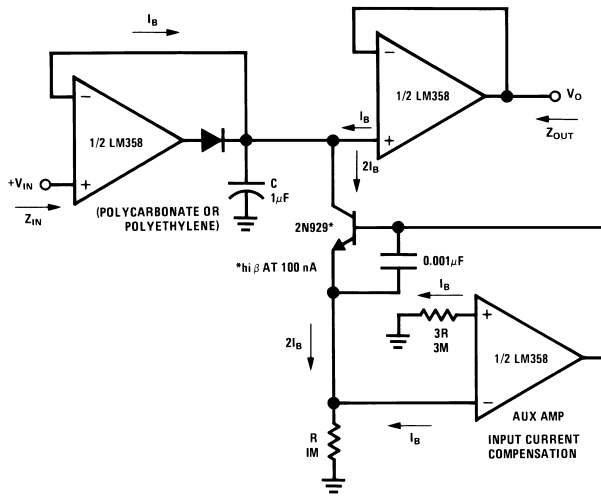 I_B
1/2 LM358
+V_IN
Z_IN
C
1μF
(POLYCARBONATE OR
POLYETHYLENE)
I_B
2I_B
1/2 LM358
V_O
Z_OUT
2N929*
*hi β AT 100 nA
0.001μF
I_B
3R
3M
1/2 LM358
2I_B
I_B
R
1M
AUX AMP
INPUT CURRENT
COMPENSATION